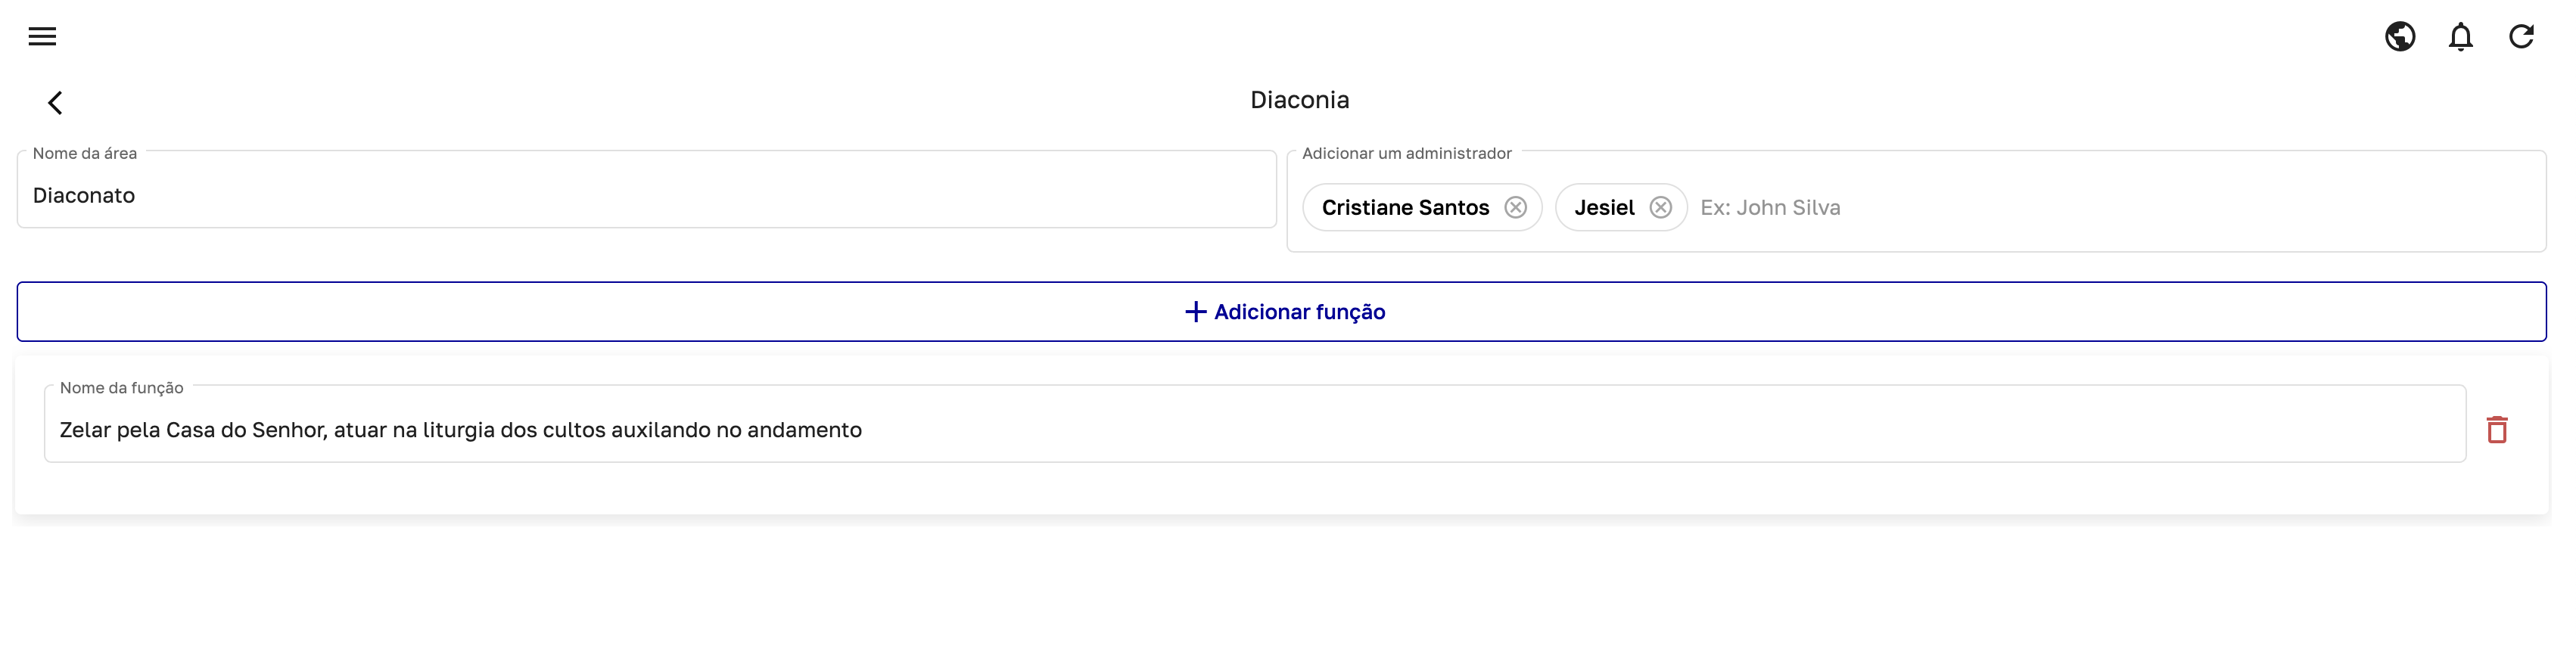 Diaconia
Nome da área
Diaconato
Adicionar um administrador
Cristiane Santos Jesiel Ex: John Silva
Adicionar função
Nome da função
Zelar pela Casa do Senhor, atuar na liturgia dos cultos auxilando no andamento